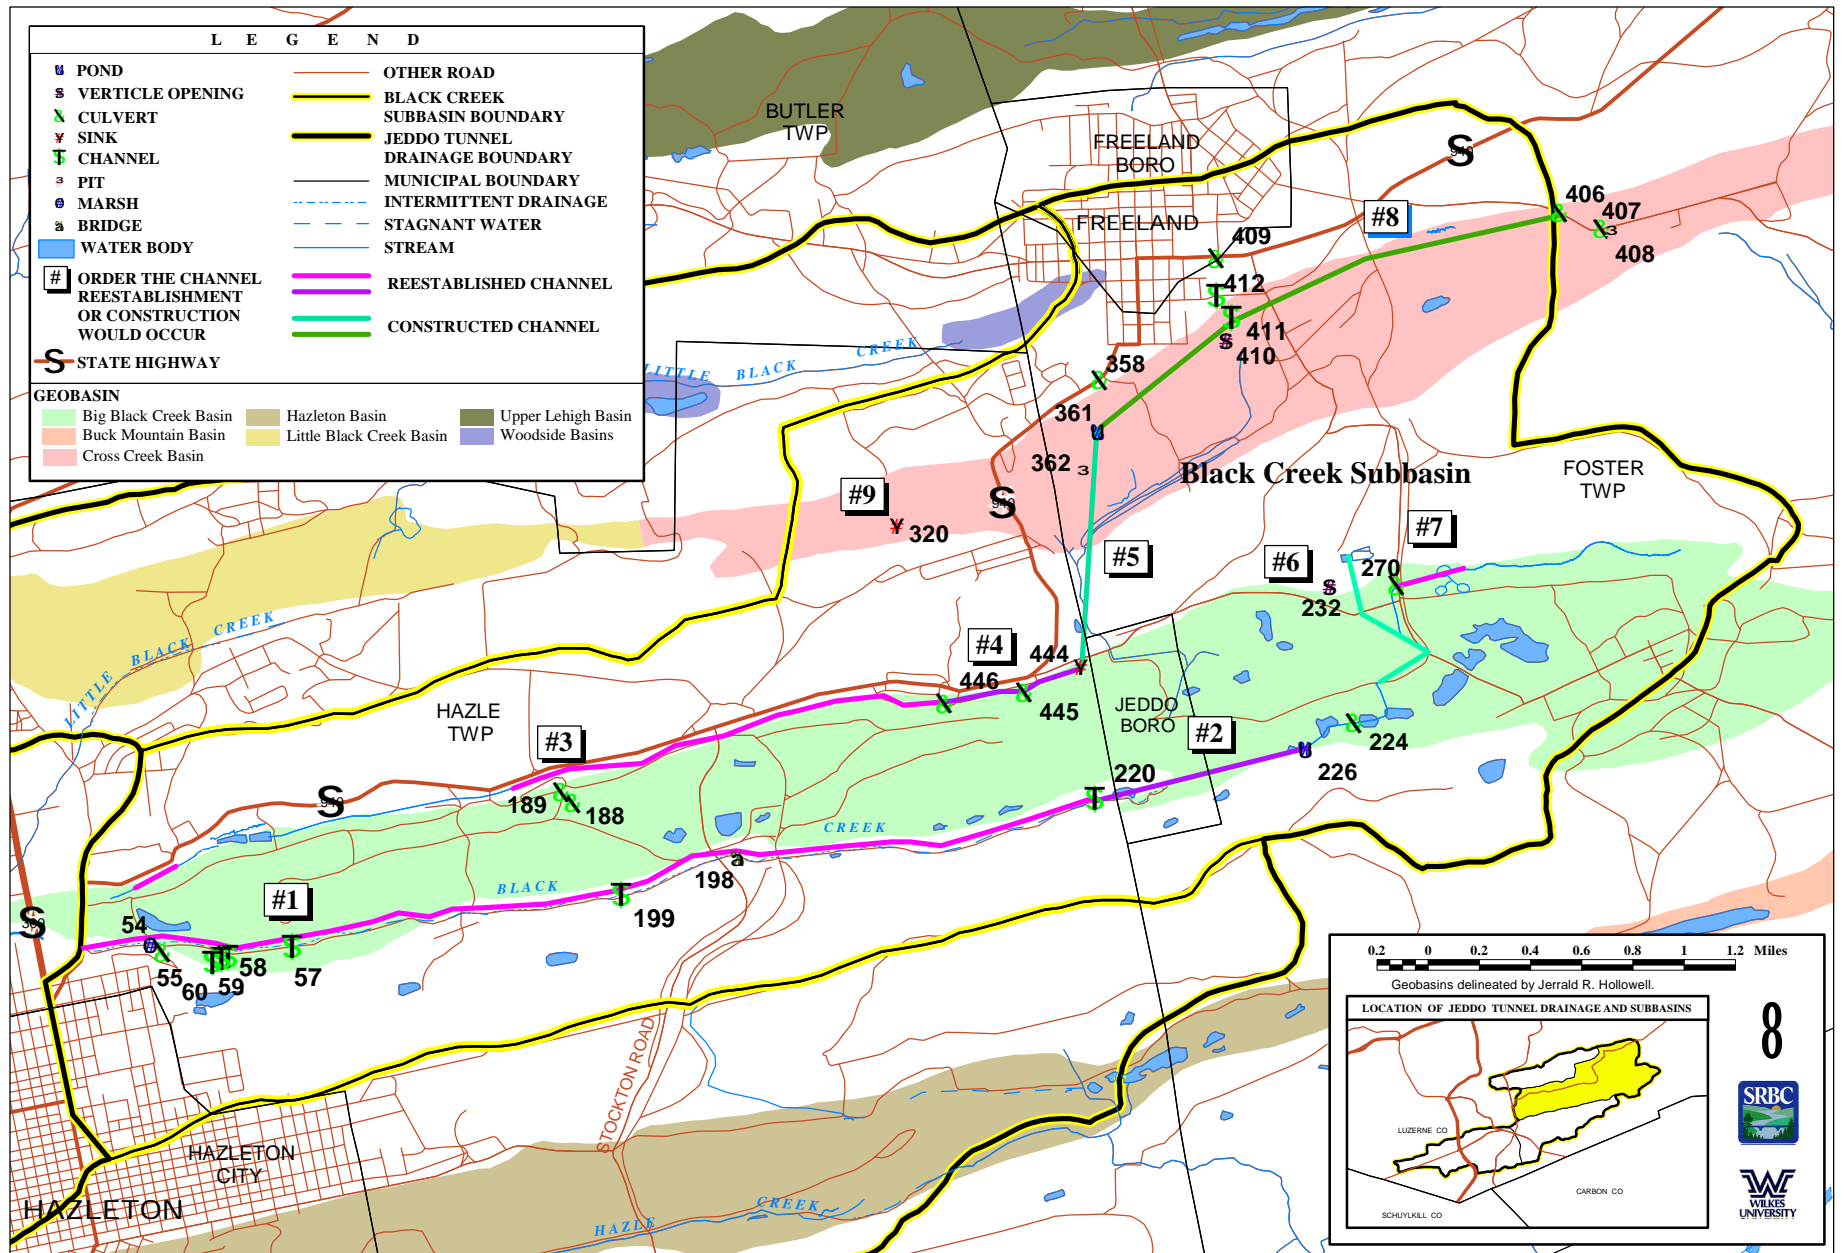 L E G E N D
POND
VERTICLE OPENING
CULVERT
SINK
CHANNEL
PIT
MARSH
BRIDGE
WATER BODY
# ORDER THE CHANNEL
REESTABLISHMENT
OR CONSTRUCTION
WOULD OCCUR
S STATE HIGHWAY
OTHER ROAD
BLACK CREEK
SUBBASIN BOUNDARY
JEDDO TUNNEL
DRAINAGE BOUNDARY
MUNICIPAL BOUNDARY
INTERMITTENT DRAINAGE
STAGNANT WATER
STREAM
REESTABLISHED CHANNEL
CONSTRUCTED CHANNEL
GEOBASIN
Big Black Creek Basin
Buck Mountain Basin
Cross Creek Basin
Hazleton Basin
Little Black Creek Basin
Upper Lehigh Basin
Woodside Basins
BUTLER
TWP
FREELAND
BORO
FREELAND
S
940
#8
406
407
408
409
412
411
410
358
361
362
LITTLE BLACK CREEK
Black Creek Subbasin
FOSTER
TWP
#9
320
S
940
#5
#6
232
#7
270
LITTLE BLACK CREEK
#4
444
446
445
HAZLE
TWP
JEDDO
BORO
#2
224
226
220
#3
189
188
S
940
BLACK CREEK
198
199
#1
S
309
54
55
60
59
58
57
STOCKTON ROAD
HAZLETON
CITY
HAZLETON
HAZLE CREEK
0.2 0 0.2 0.4 0.6 0.8 1 1.2 Miles
Geobasins delineated by Jerrald R. Hollowell.
LOCATION OF JEDDO TUNNEL DRAINAGE AND SUBBASINS
LUZERNE CO
CARBON CO
SCHUYLKILL CO
8
SRBC
WILKES
UNIVERSITY